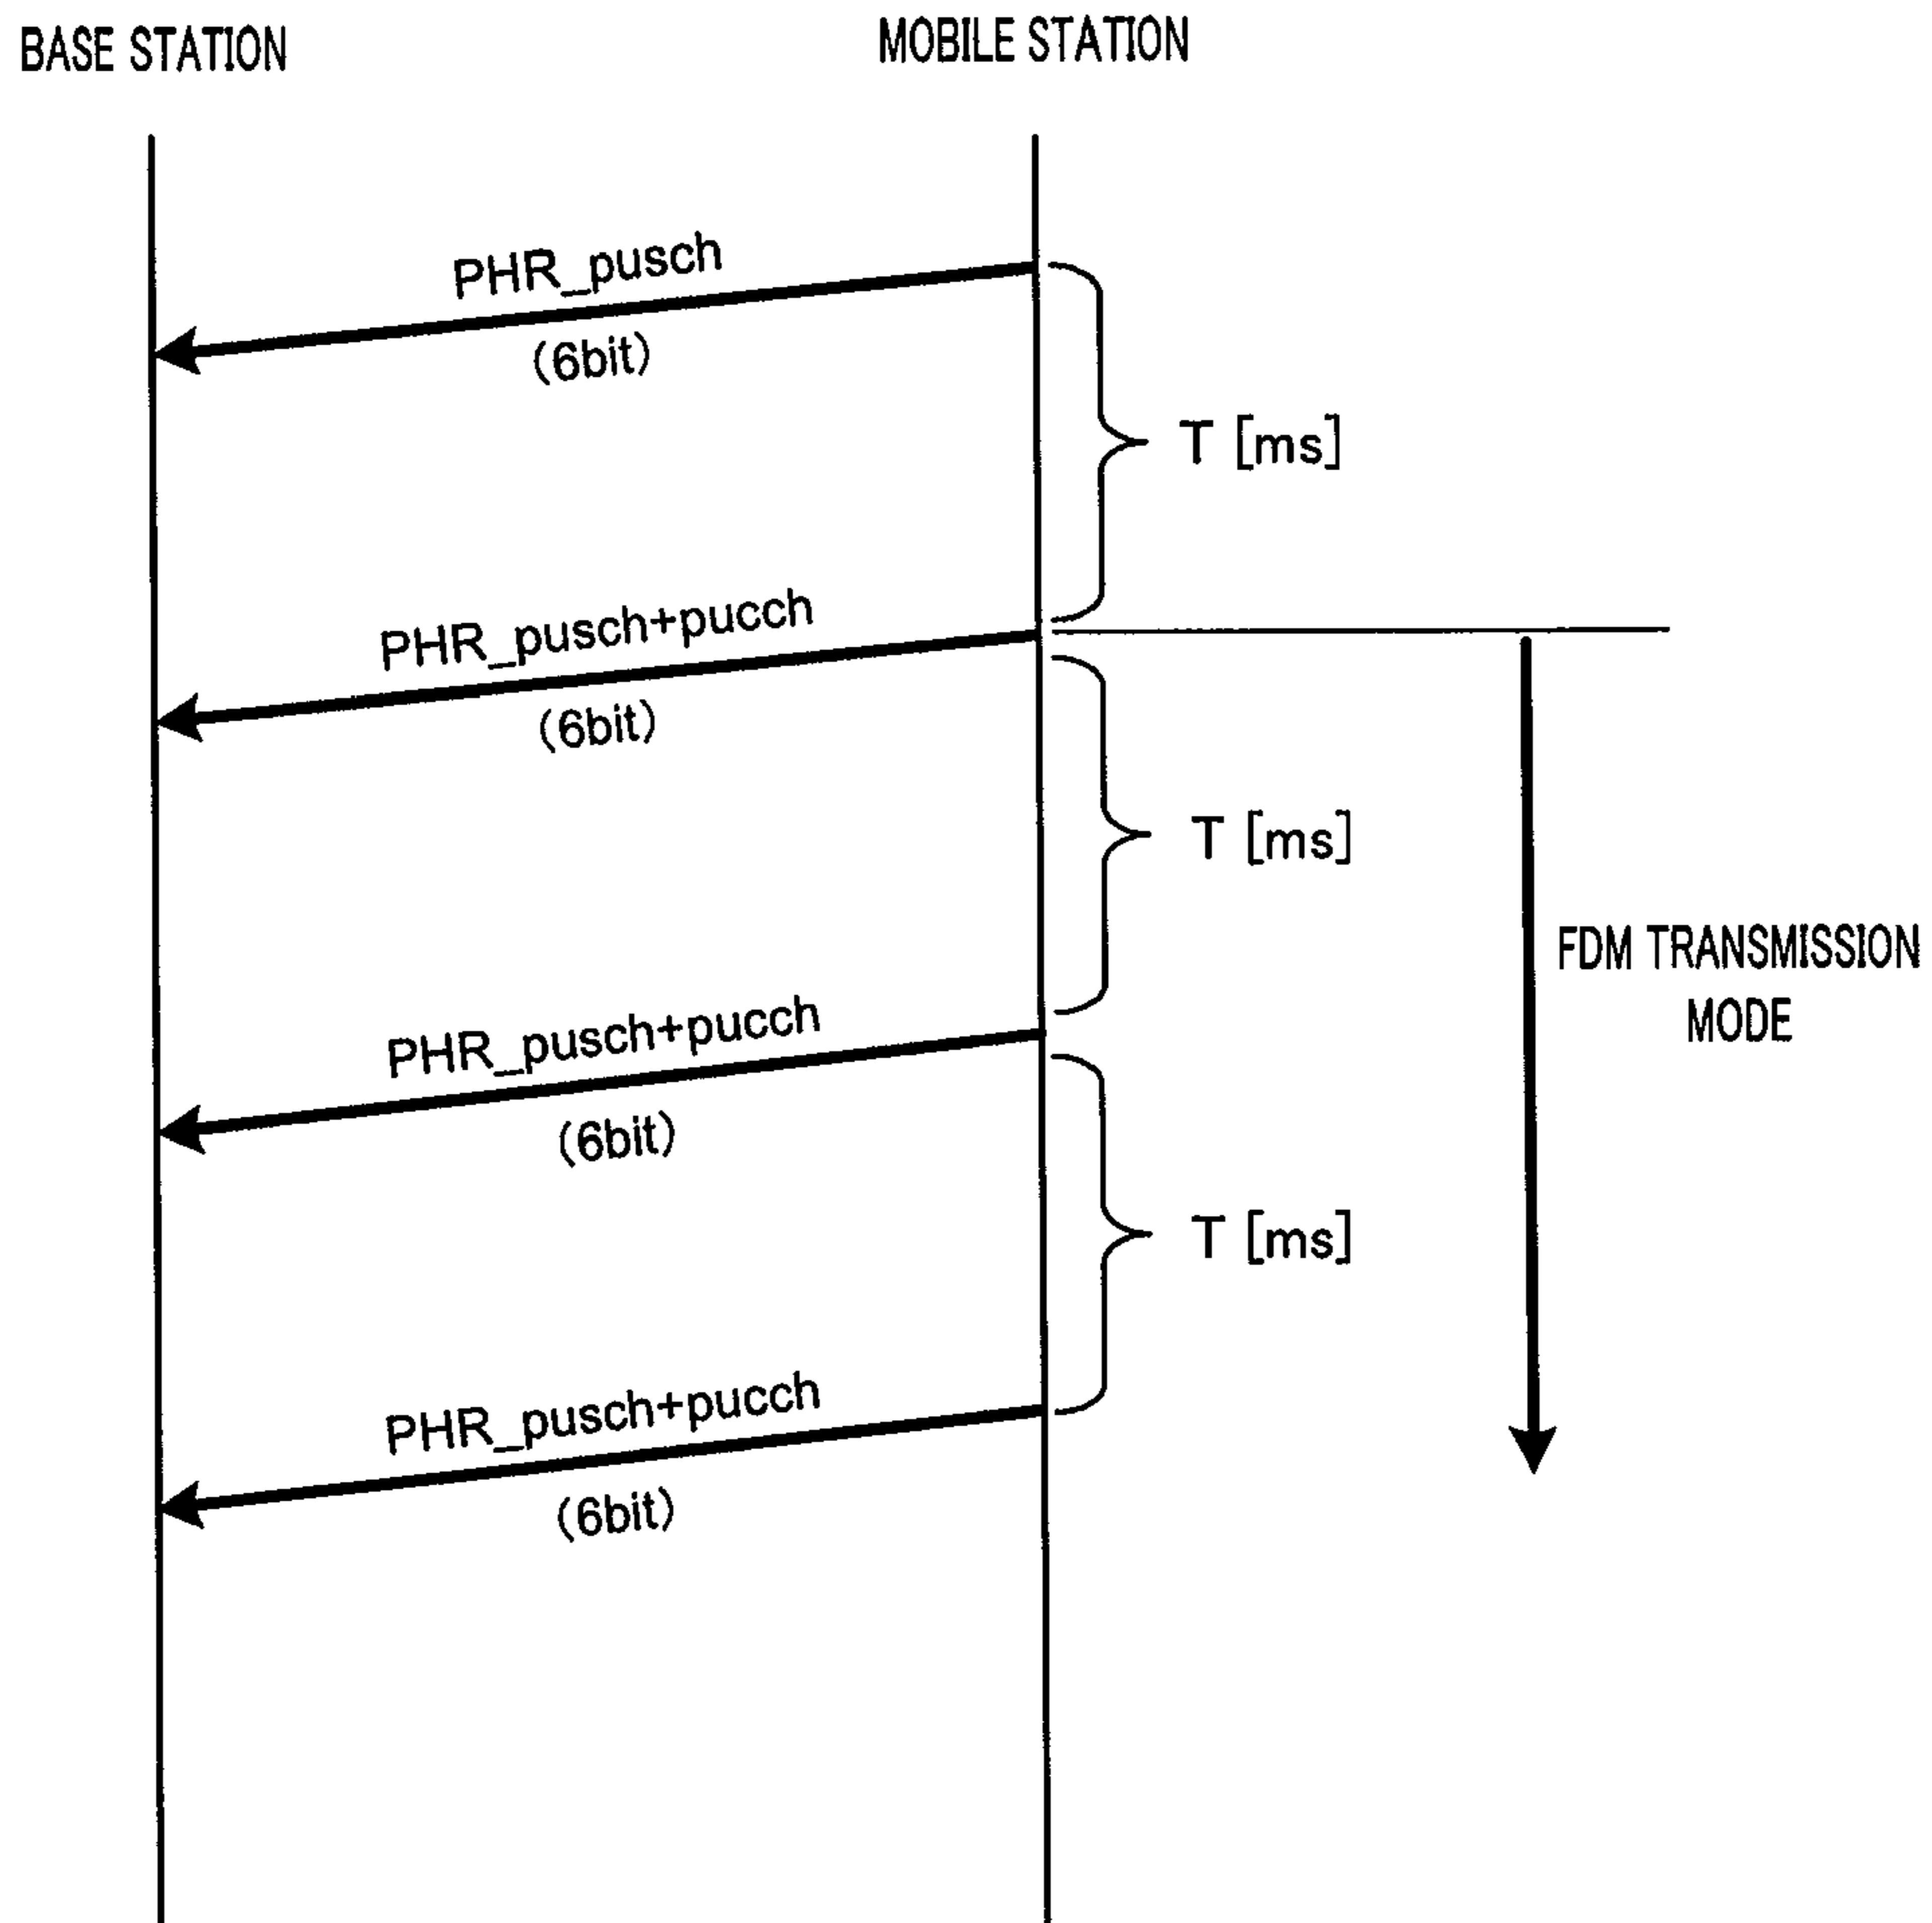 BASE STATION
MOBILE STATION
PHR_pusch
(6bit)
T [ms]
PHR_pusch+pucch
(6bit)
T [ms]
FDM TRANSMISSION
MODE
PHR_pusch+pucch
(6bit)
T [ms]
PHR_pusch+pucch
(6bit)